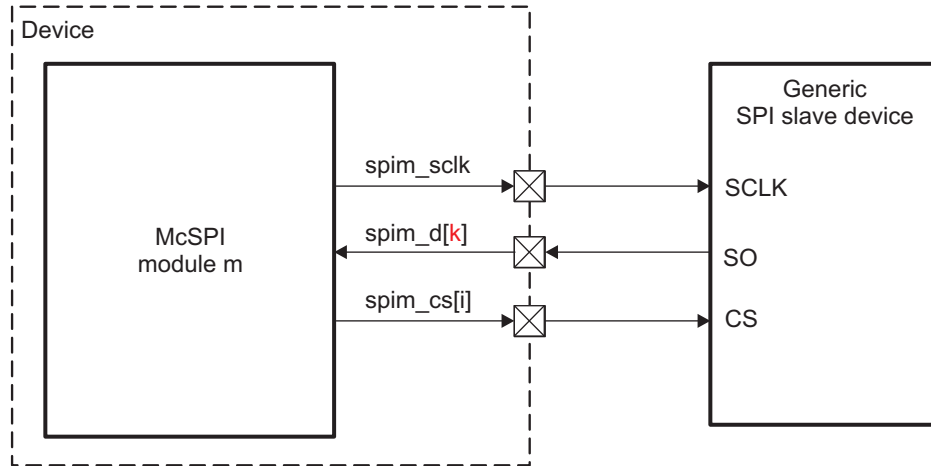 Device
McSPI
module m
spim_sclk
spim_d[k]
spim_cs[i]
Generic
SPI slave device
SCLK
SO
CS